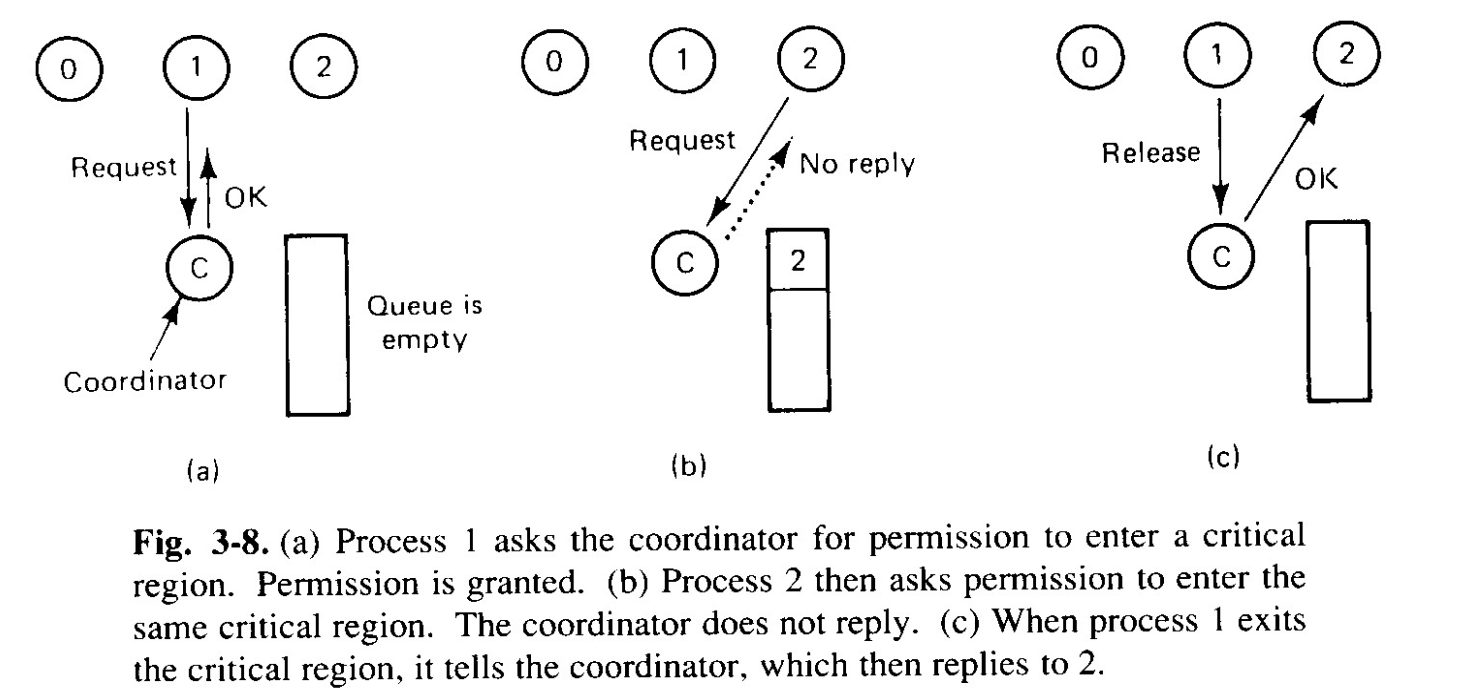 0 1 2
Request
OK
C
Coordinator
Queue is
empty
(a)
0 1 2
Request
No reply
C
2
(b)
0 1 2
Release
OK
C
(c)
Fig. 3-8. (a) Process 1 asks the coordinator for permission to enter a critical
region. Permission is granted. (b) Process 2 then asks permission to enter the
same critical region. The coordinator does not reply. (c) When process 1 exits
the critical region, it tells the coordinator, which then replies to 2.